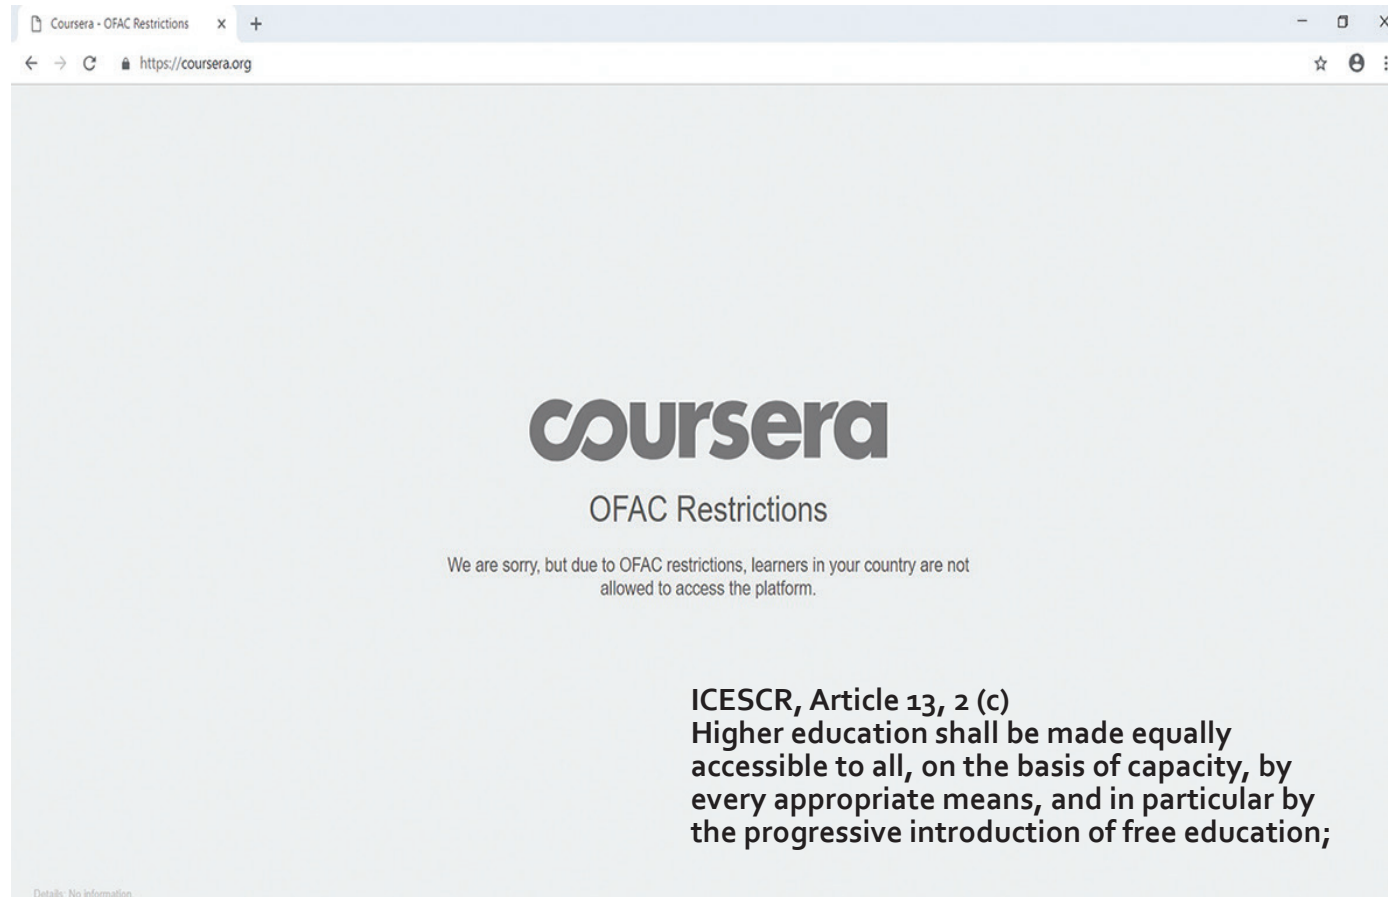 Coursera - OFAC Restrictions
https://coursera.org
coursera
OFAC Restrictions
We are sorry, but due to OFAC restrictions, learners in your country are not
allowed to access the platform.
ICESCR, Article 13, 2 (c)
Higher education shall be made equally
accessible to all, on the basis of capacity, by
every appropriate means, and in particular by
the progressive introduction of free education;
Details: No information